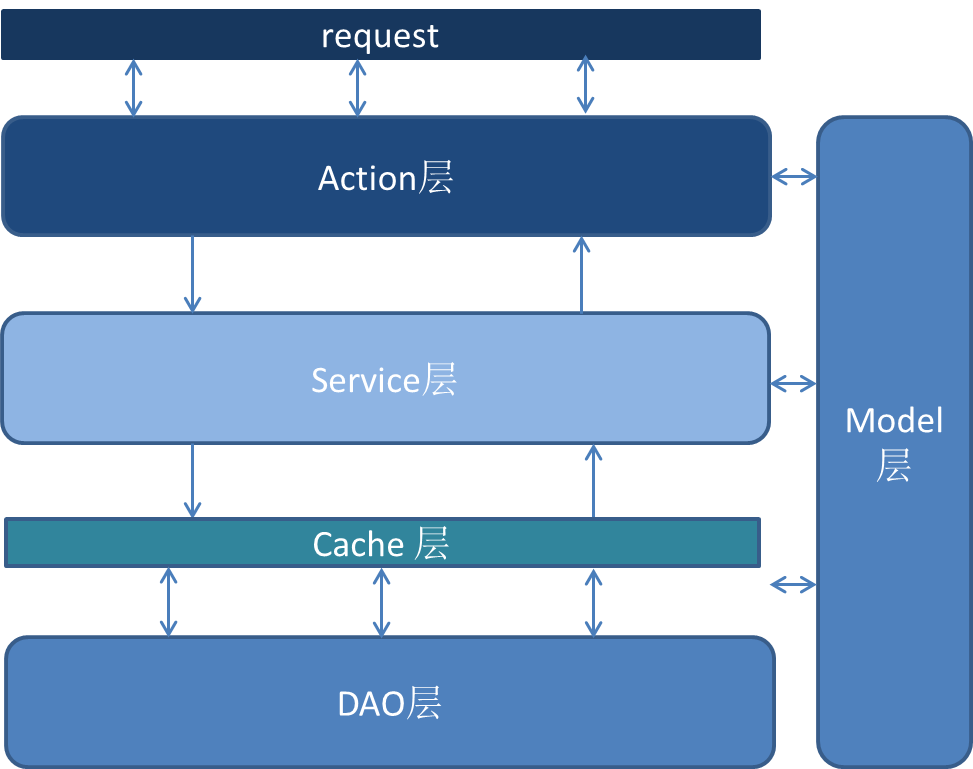 request
Action层
Service层
Model
层
Cache 层
DAO层